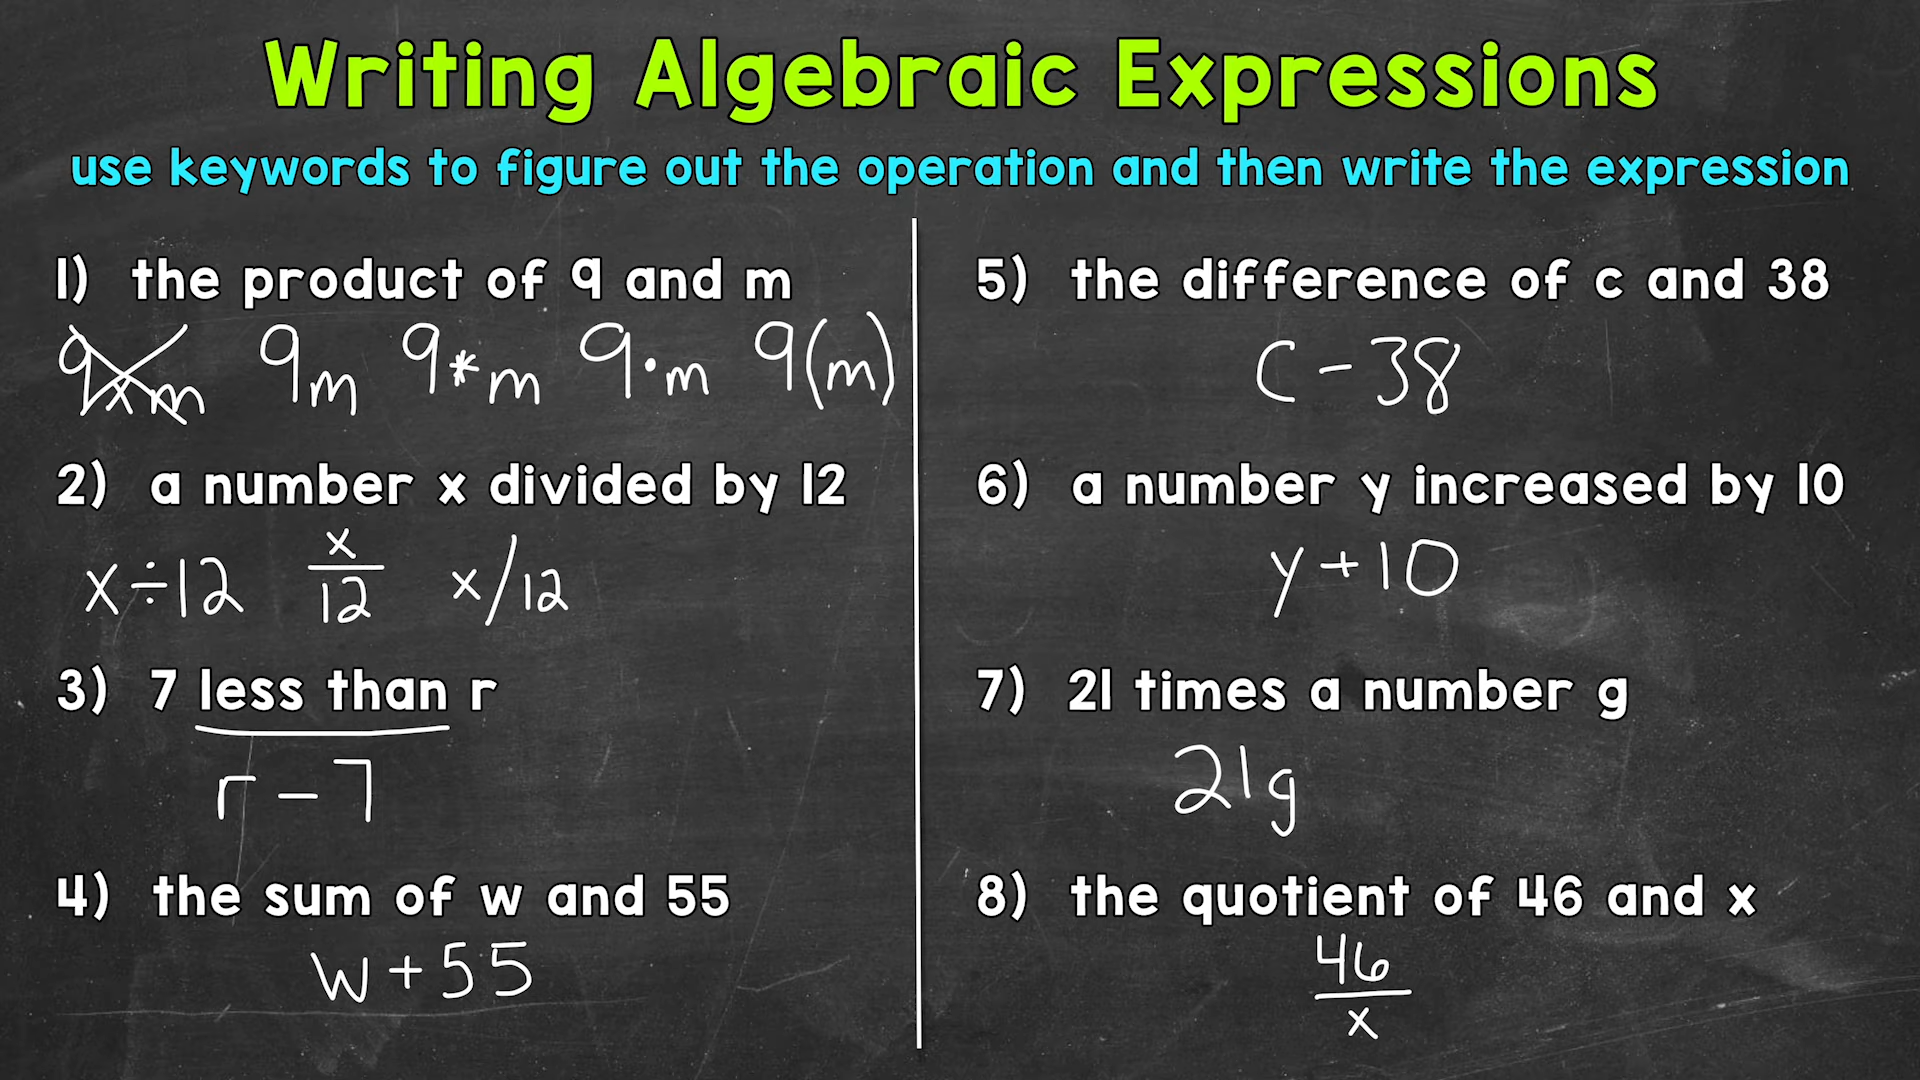 Writing Algebraic Expressions
use keywords to figure out the operation and then write the expression
1) the product of 9 and m
9xm 9m 9*m 9·m 9(m)
2) a number x divided by 12
x÷12 x/12 x/12
3) 7 less than r
r-7
4) the sum of w and 55
w+55
5) the difference of c and 38
c-38
6) a number y increased by 10
y+10
7) 21 times a number g
21g
8) the quotient of 46 and x
46
x